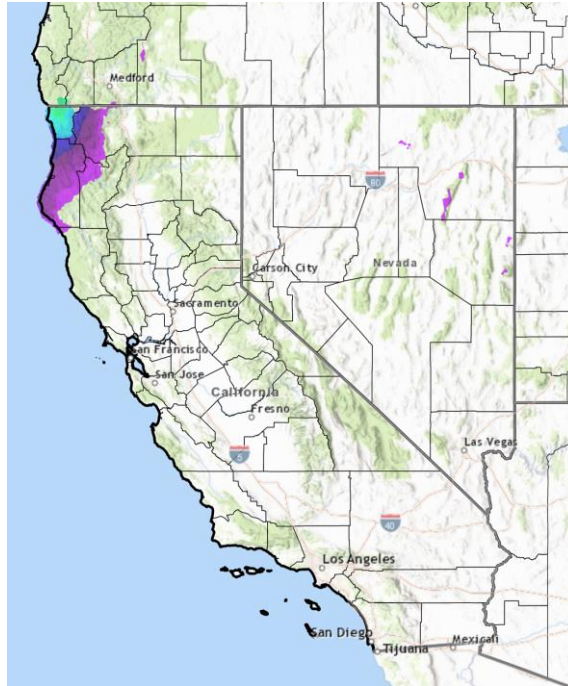 Medford
80
Carson City
Nevada
Sacramento
San Francisco
San Jose
California
Fresno
Las Vegas
5
40
Los Angeles
San Diego
Mexicali
Tijuana